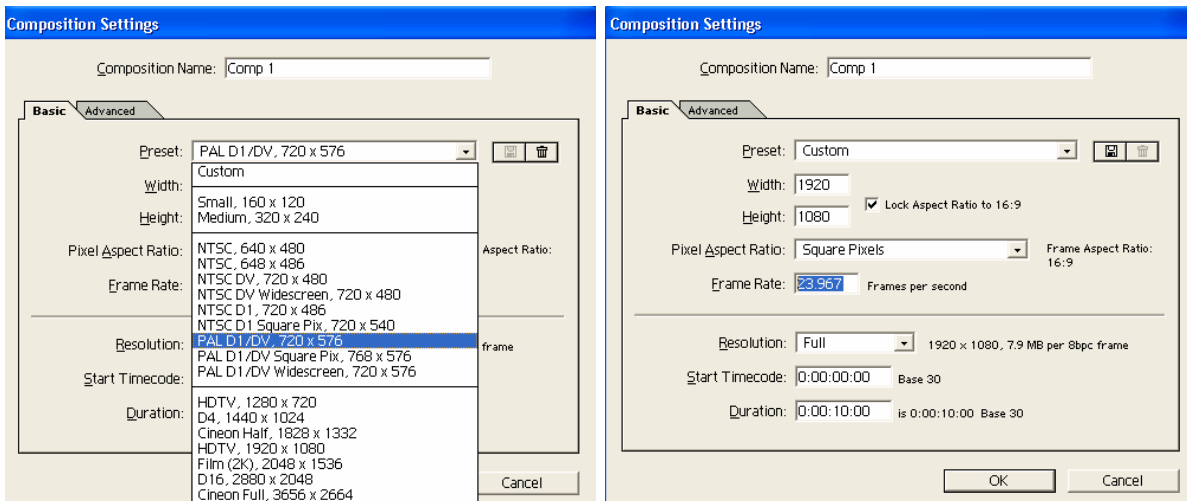 Composition Settings
Composition Name: Comp 1
Basic Advanced
Preset: PAL D1/DV, 720 x 576
Custom
Width:
Small, 160 x 120
Height: Medium, 320 x 240
Pixel Aspect Ratio: NTSC, 640 x 480 Aspect Ratio:
NTSC, 648 x 486
NTSC DV, 720 x 480
Frame Rate: NTSC DV Widescreen, 720 x 480
NTSC D1, 720 x 486
NTSC D1 Square Pix, 720 x 540
Resolution: PAL D1/DV, 720 x 576 frame
PAL D1/DV Square Pix, 768 x 576
Start Timecode: PAL D1/DV Widescreen, 720 x 576
HDTV, 1280 x 720
Duration: D4, 1440 x 1024
Cineon Half, 1828 x 1332
HDTV, 1920 x 1080
Film (2K), 2048 x 1536
D16, 2880 x 2048 Cancel
Cineon Full, 3656 x 2664
Composition Settings
Composition Name: Comp 1
Basic Advanced
Preset: Custom
Width: 1920
Lock Aspect Ratio to 16:9
Height: 1080
Pixel Aspect Ratio: Square Pixels Frame Aspect Ratio:
16:9
Frame Rate: 23.967 Frames per second
Resolution: Full 1920 x 1080, 7.9 MB per 8bpc frame
Start Timecode: 0:00:00:00 Base 30
Duration: 0:00:10:00 is 0:00:10:00 Base 30
OK Cancel